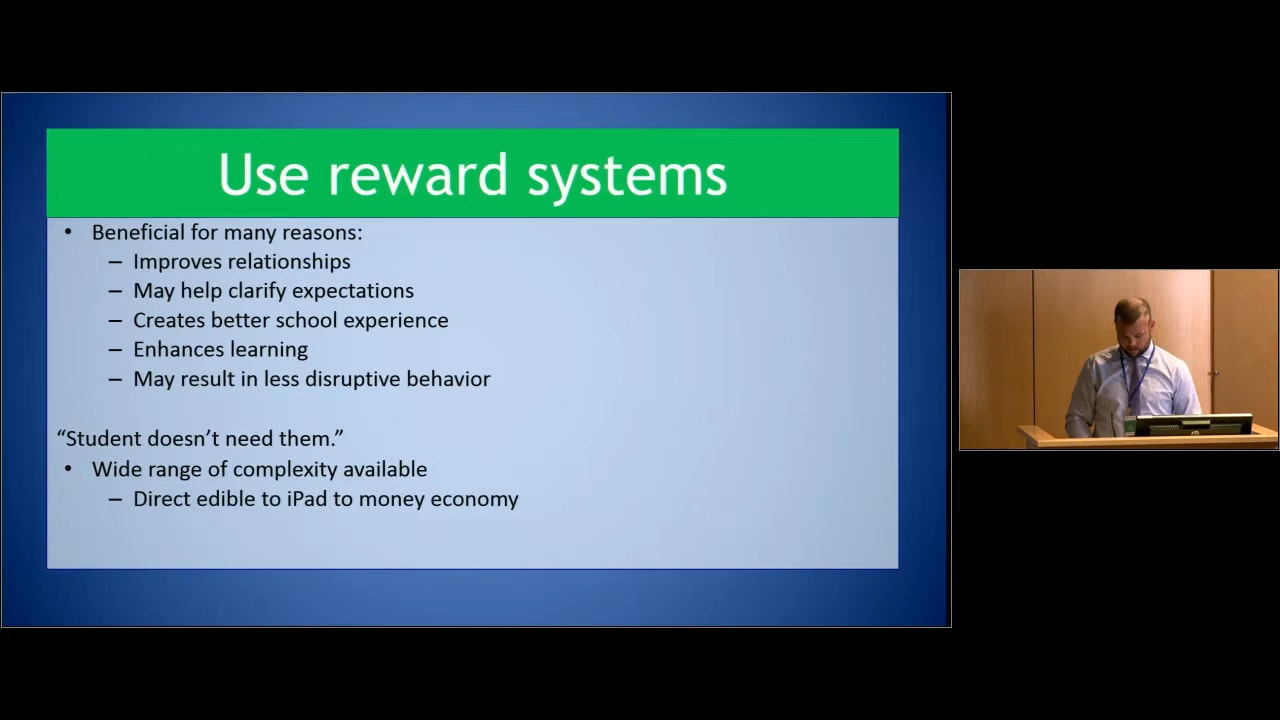 Use reward systems
• Beneficial for many reasons:
– Improves relationships
– May help clarify expectations
– Creates better school experience
– Enhances learning
– May result in less disruptive behavior
“Student doesn’t need them.”
• Wide range of complexity available
– Direct edible to iPad to money economy